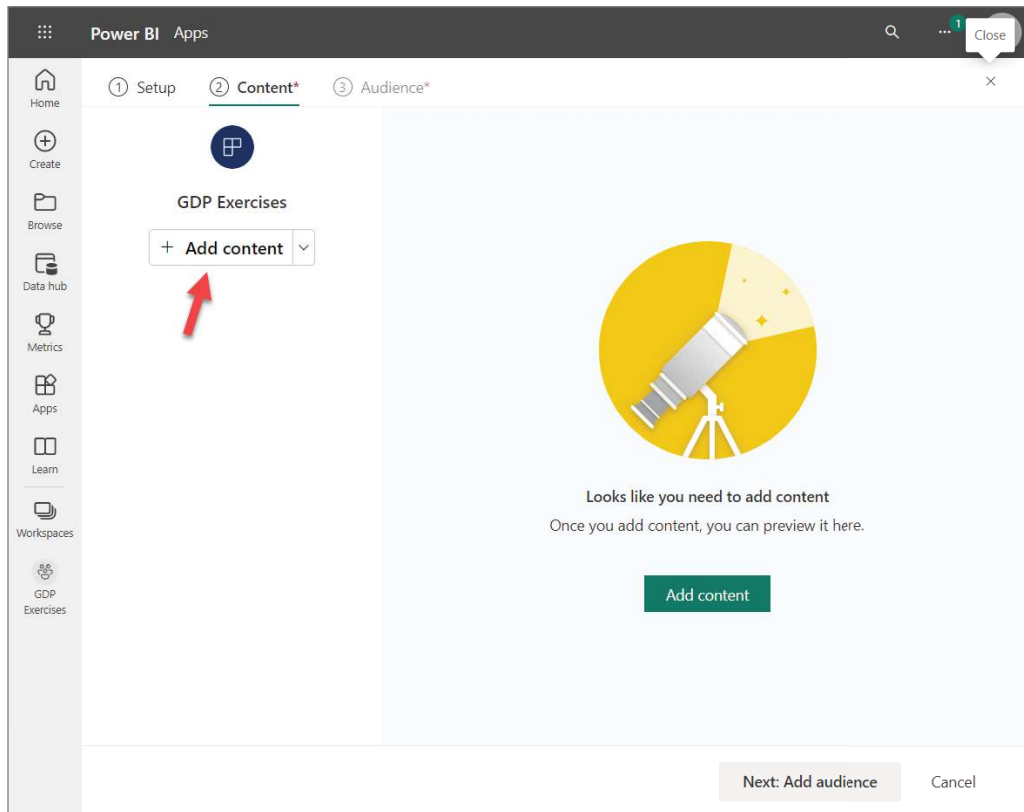 Power BI Apps
1
Close
Home
Create
Browse
Data hub
Metrics
Apps
Learn
Workspaces
GDP
Exercises
1 Setup
2 Content*
3 Audience*
GDP Exercises
+ Add content
Looks like you need to add content
Once you add content, you can preview it here.
Add content
Next: Add audience
Cancel